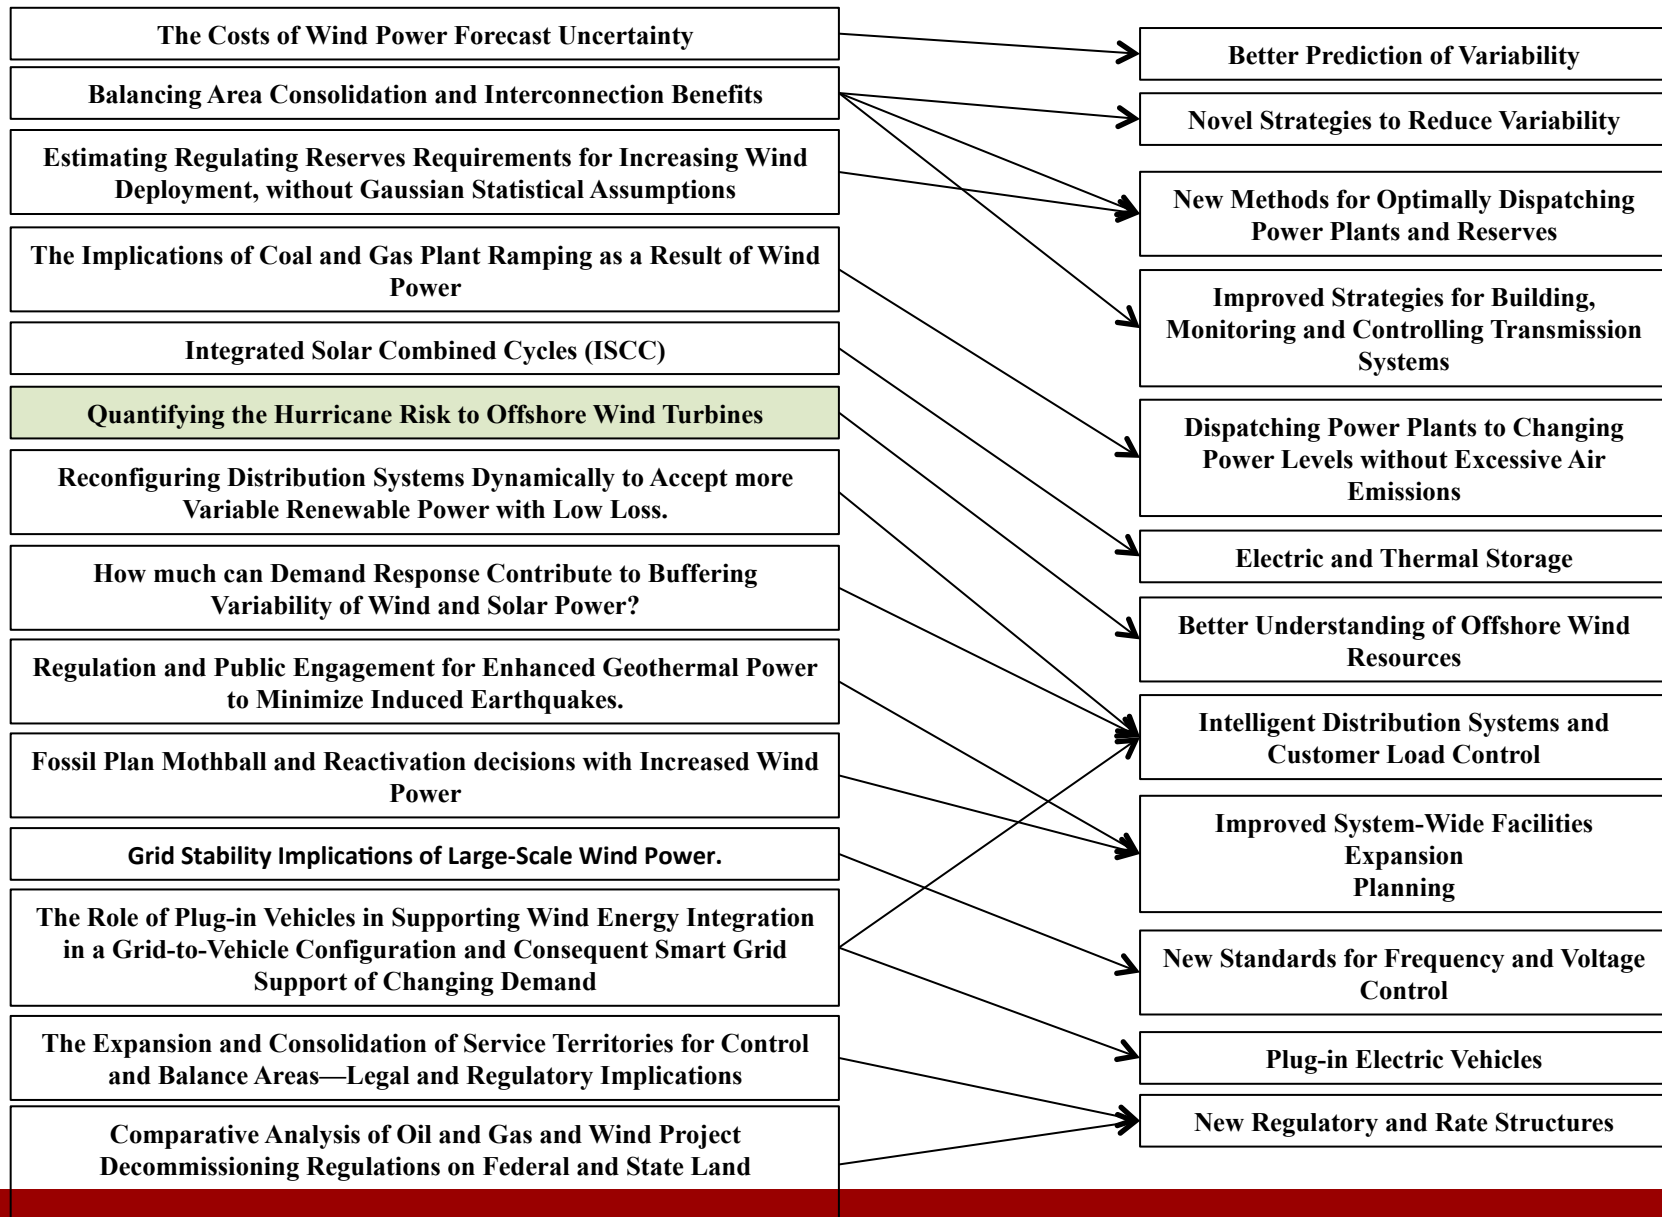 The Costs of Wind Power Forecast Uncertainty
Balancing Area Consolidation and Interconnection Benefits
Estimating Regulating Reserves Requirements for Increasing Wind
Deployment, without Gaussian Statistical Assumptions
The Implications of Coal and Gas Plant Ramping as a Result of Wind
Power
Integrated Solar Combined Cycles (ISCC)
Quantifying the Hurricane Risk to Offshore Wind Turbines
Reconfiguring Distribution Systems Dynamically to Accept more
Variable Renewable Power with Low Loss.
How much can Demand Response Contribute to Buffering
Variability of Wind and Solar Power?
Regulation and Public Engagement for Enhanced Geothermal Power
to Minimize Induced Earthquakes.
Fossil Plan Mothball and Reactivation decisions with Increased Wind
Power
Grid Stability Implications of Large-Scale Wind Power.
The Role of Plug-in Vehicles in Supporting Wind Energy Integration
in a Grid-to-Vehicle Configuration and Consequent Smart Grid
Support of Changing Demand
The Expansion and Consolidation of Service Territories for Control
and Balance Areas—Legal and Regulatory Implications
Comparative Analysis of Oil and Gas and Wind Project
Decommissioning Regulations on Federal and State Land
Better Prediction of Variability
Novel Strategies to Reduce Variability
New Methods for Optimally Dispatching
Power Plants and Reserves
Improved Strategies for Building,
Monitoring and Controlling Transmission
Systems
Dispatching Power Plants to Changing
Power Levels without Excessive Air
Emissions
Electric and Thermal Storage
Better Understanding of Offshore Wind
Resources
Intelligent Distribution Systems and
Customer Load Control
Improved System-Wide Facilities
Expansion
Planning
New Standards for Frequency and Voltage
Control
Plug-in Electric Vehicles
New Regulatory and Rate Structures